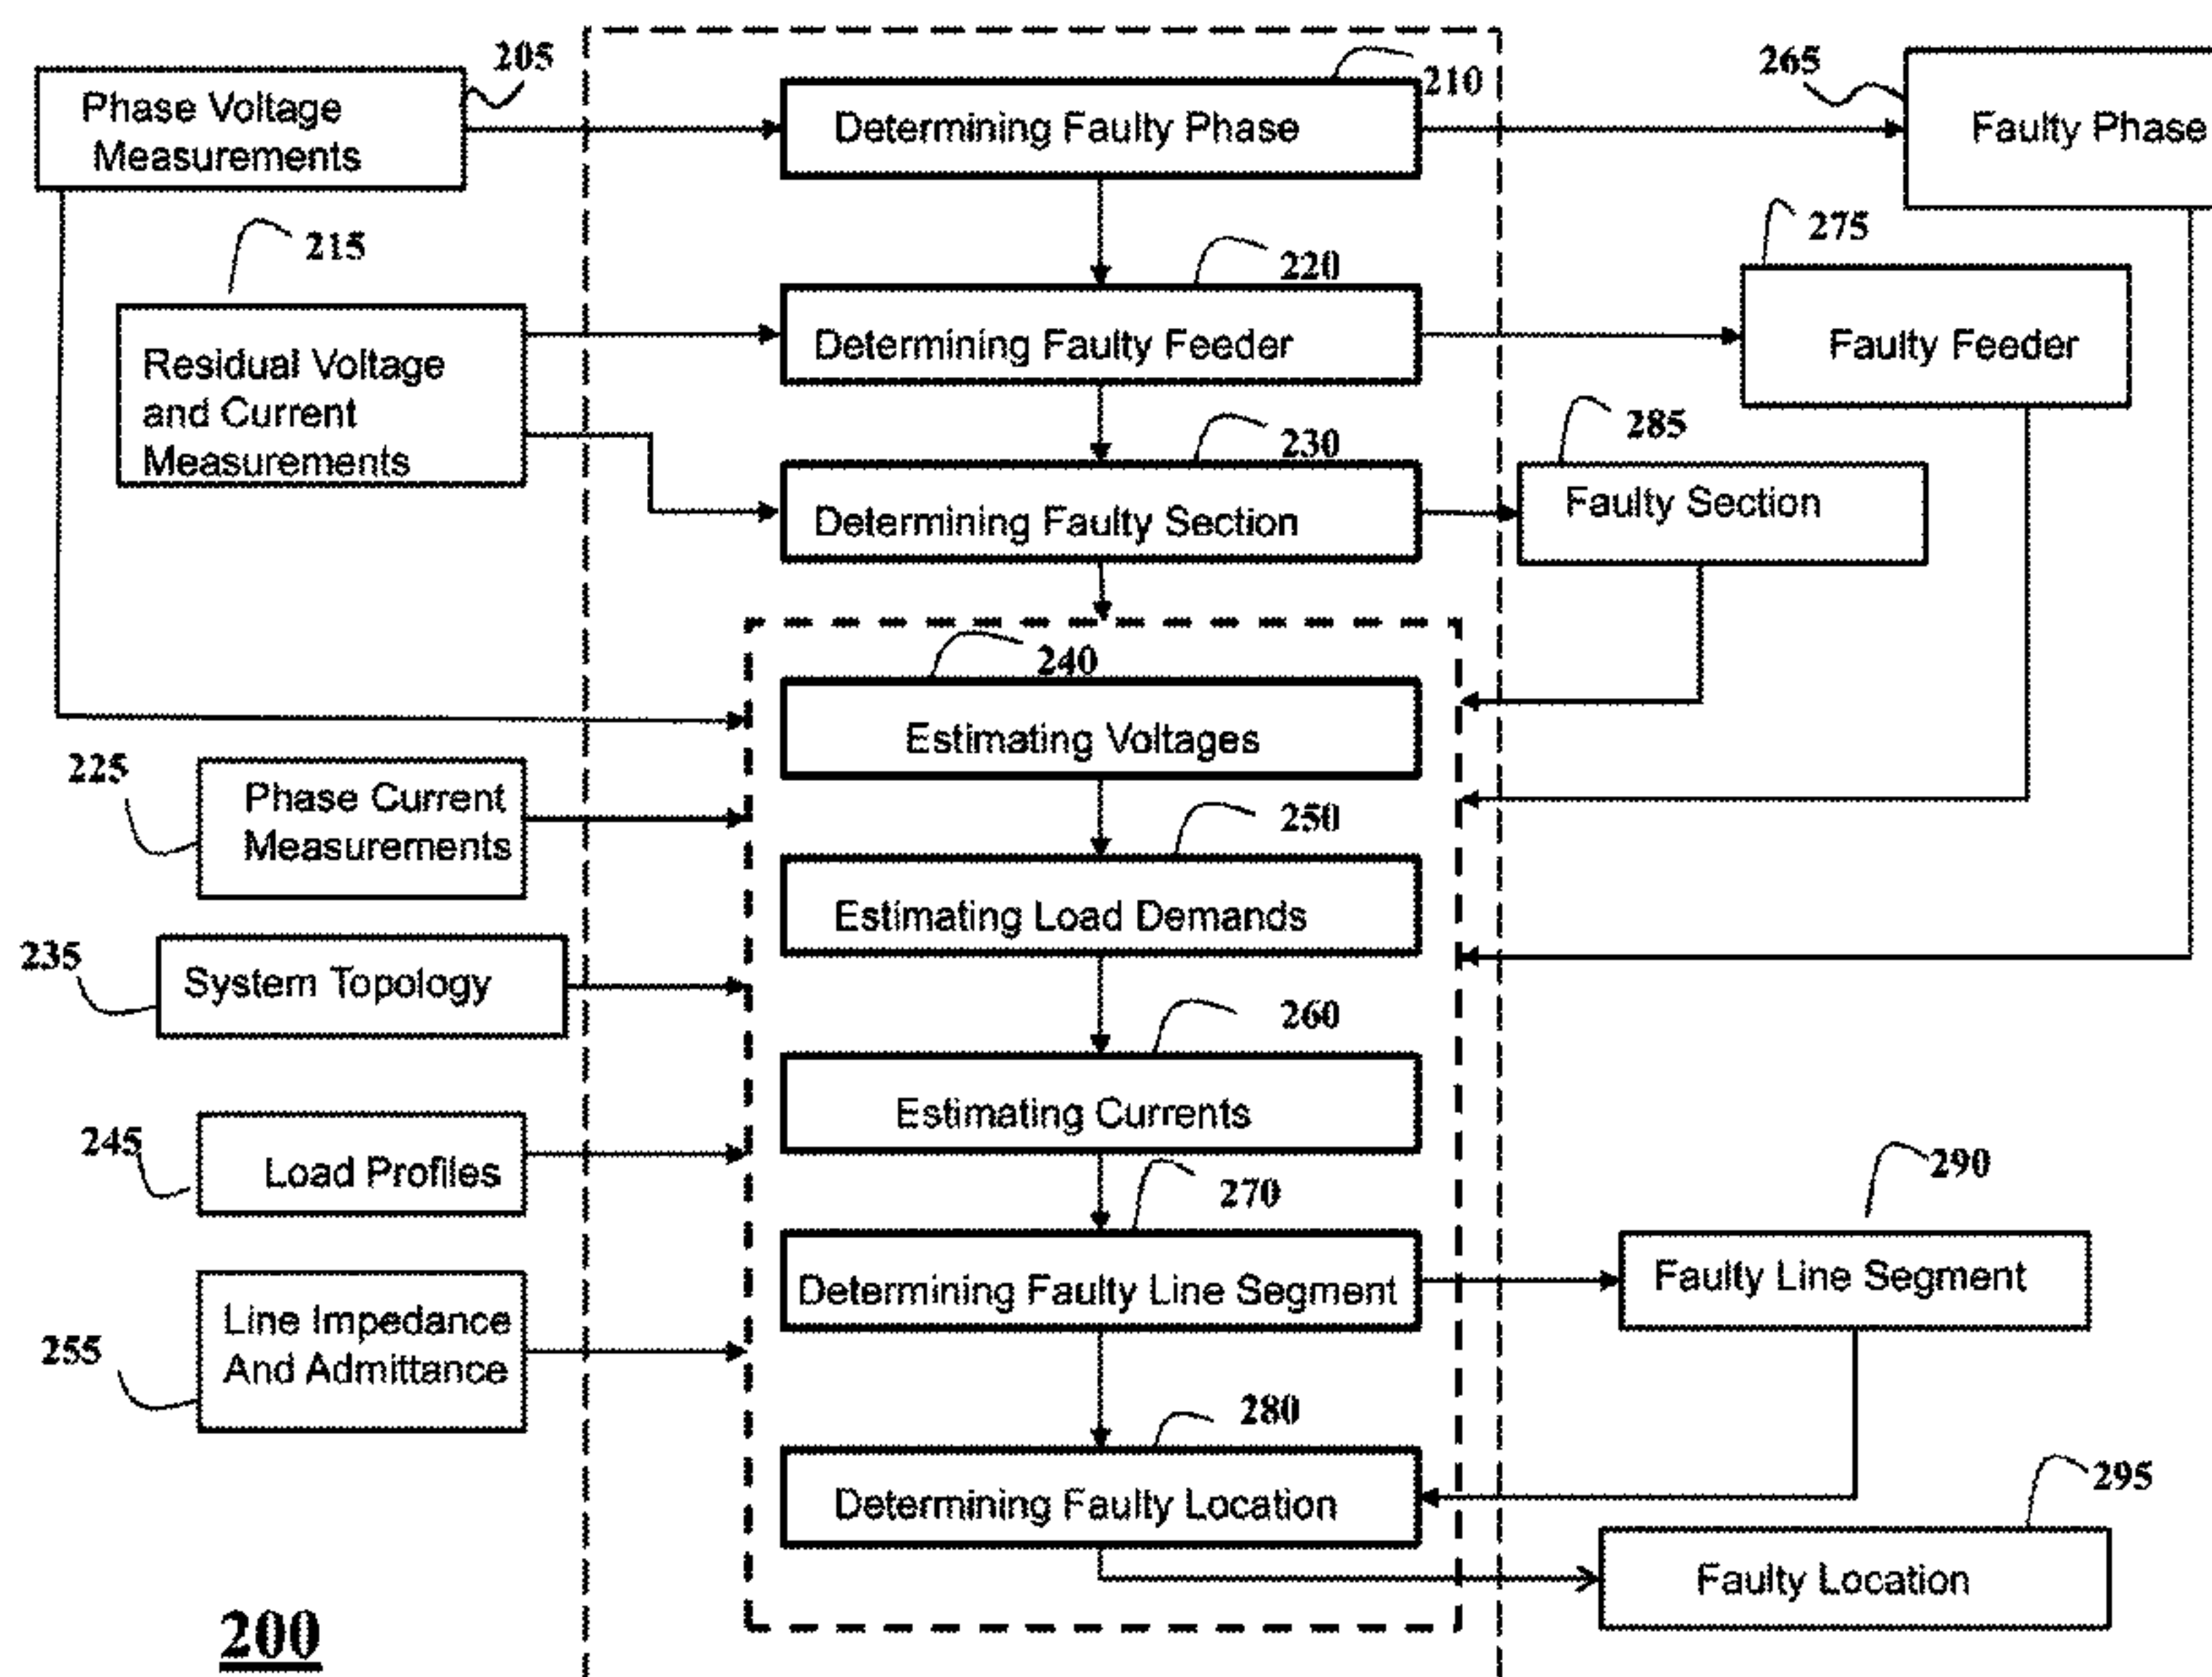 205
Phase Voltage
Measurements
210
Determining Faulty Phase
265
Faulty Phase
215
Residual Voltage
and Current
Measurements
220
Determining Faulty Feeder
275
Faulty Feeder
230
Determining Faulty Section
285
Faulty Section
240
Estimating Voltages
225
Phase Current
Measurements
250
Estimating Load Demands
235
System Topology
260
Estimating Currents
245
Load Profiles
270
Determining Faulty Line Segment
290
Faulty Line Segment
255
Line Impedance
And Admittance
280
Determining Faulty Location
295
Faulty Location
200